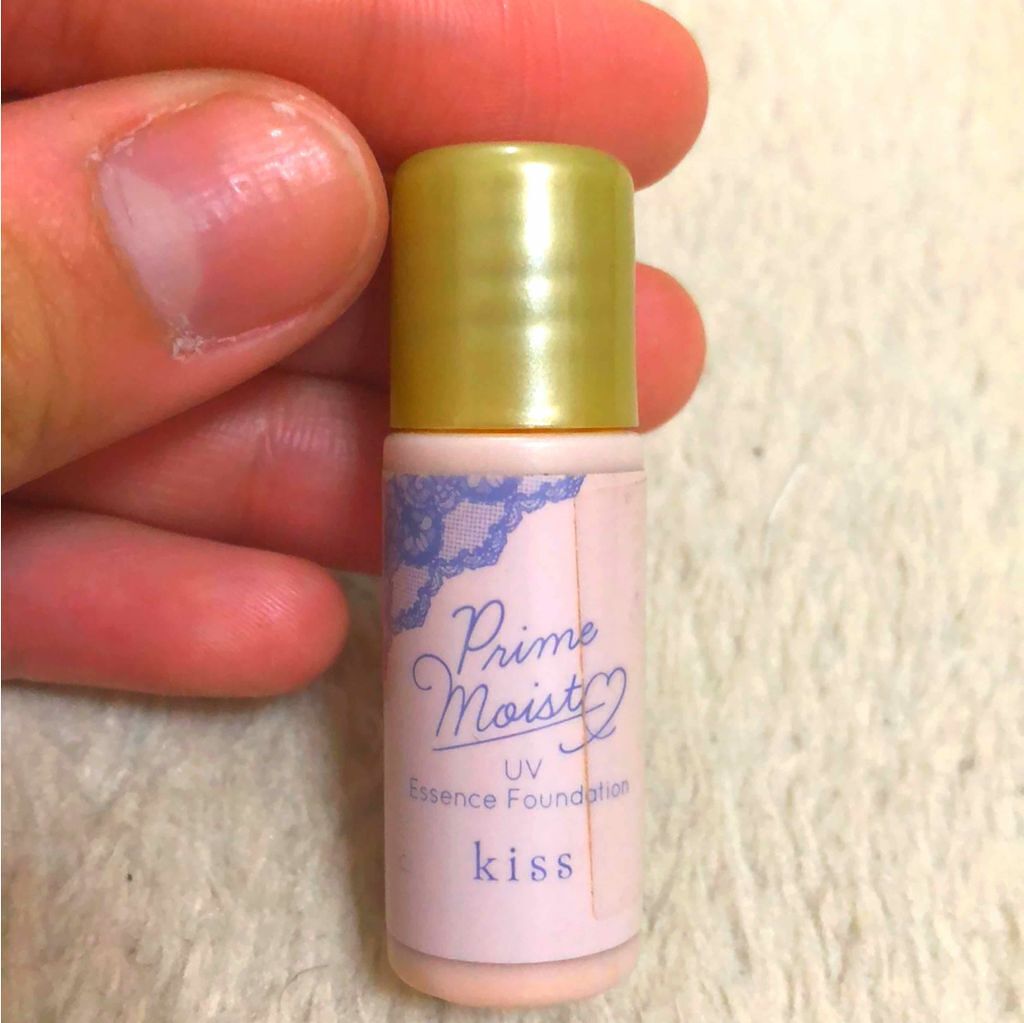 Prime
Moist
UV
Essence Foundation
kiss